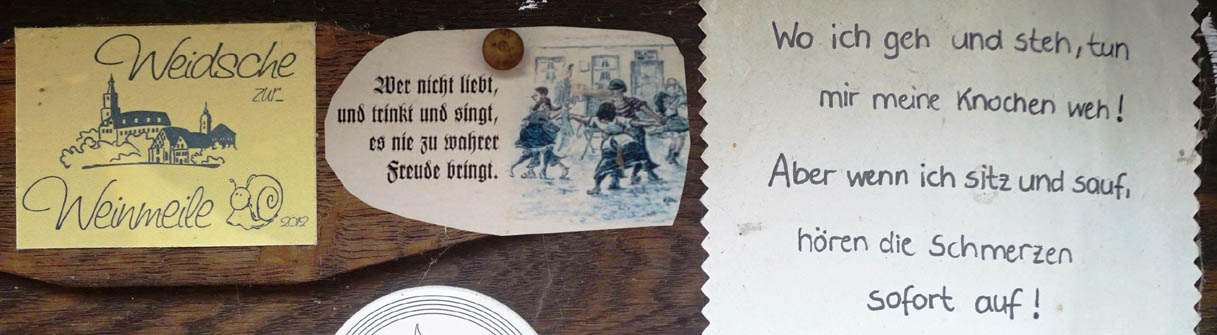 Weidsche
zur...
Weinmeile
2012
Wer nicht liebt,
und trinkt und singt,
es nie zu wahrer
Freude bringt.
Wo ich geh und steh, tun
mir meine Knochen weh!
Aber wenn ich sitz und sauf,
hören die Schmerzen
sofort auf!